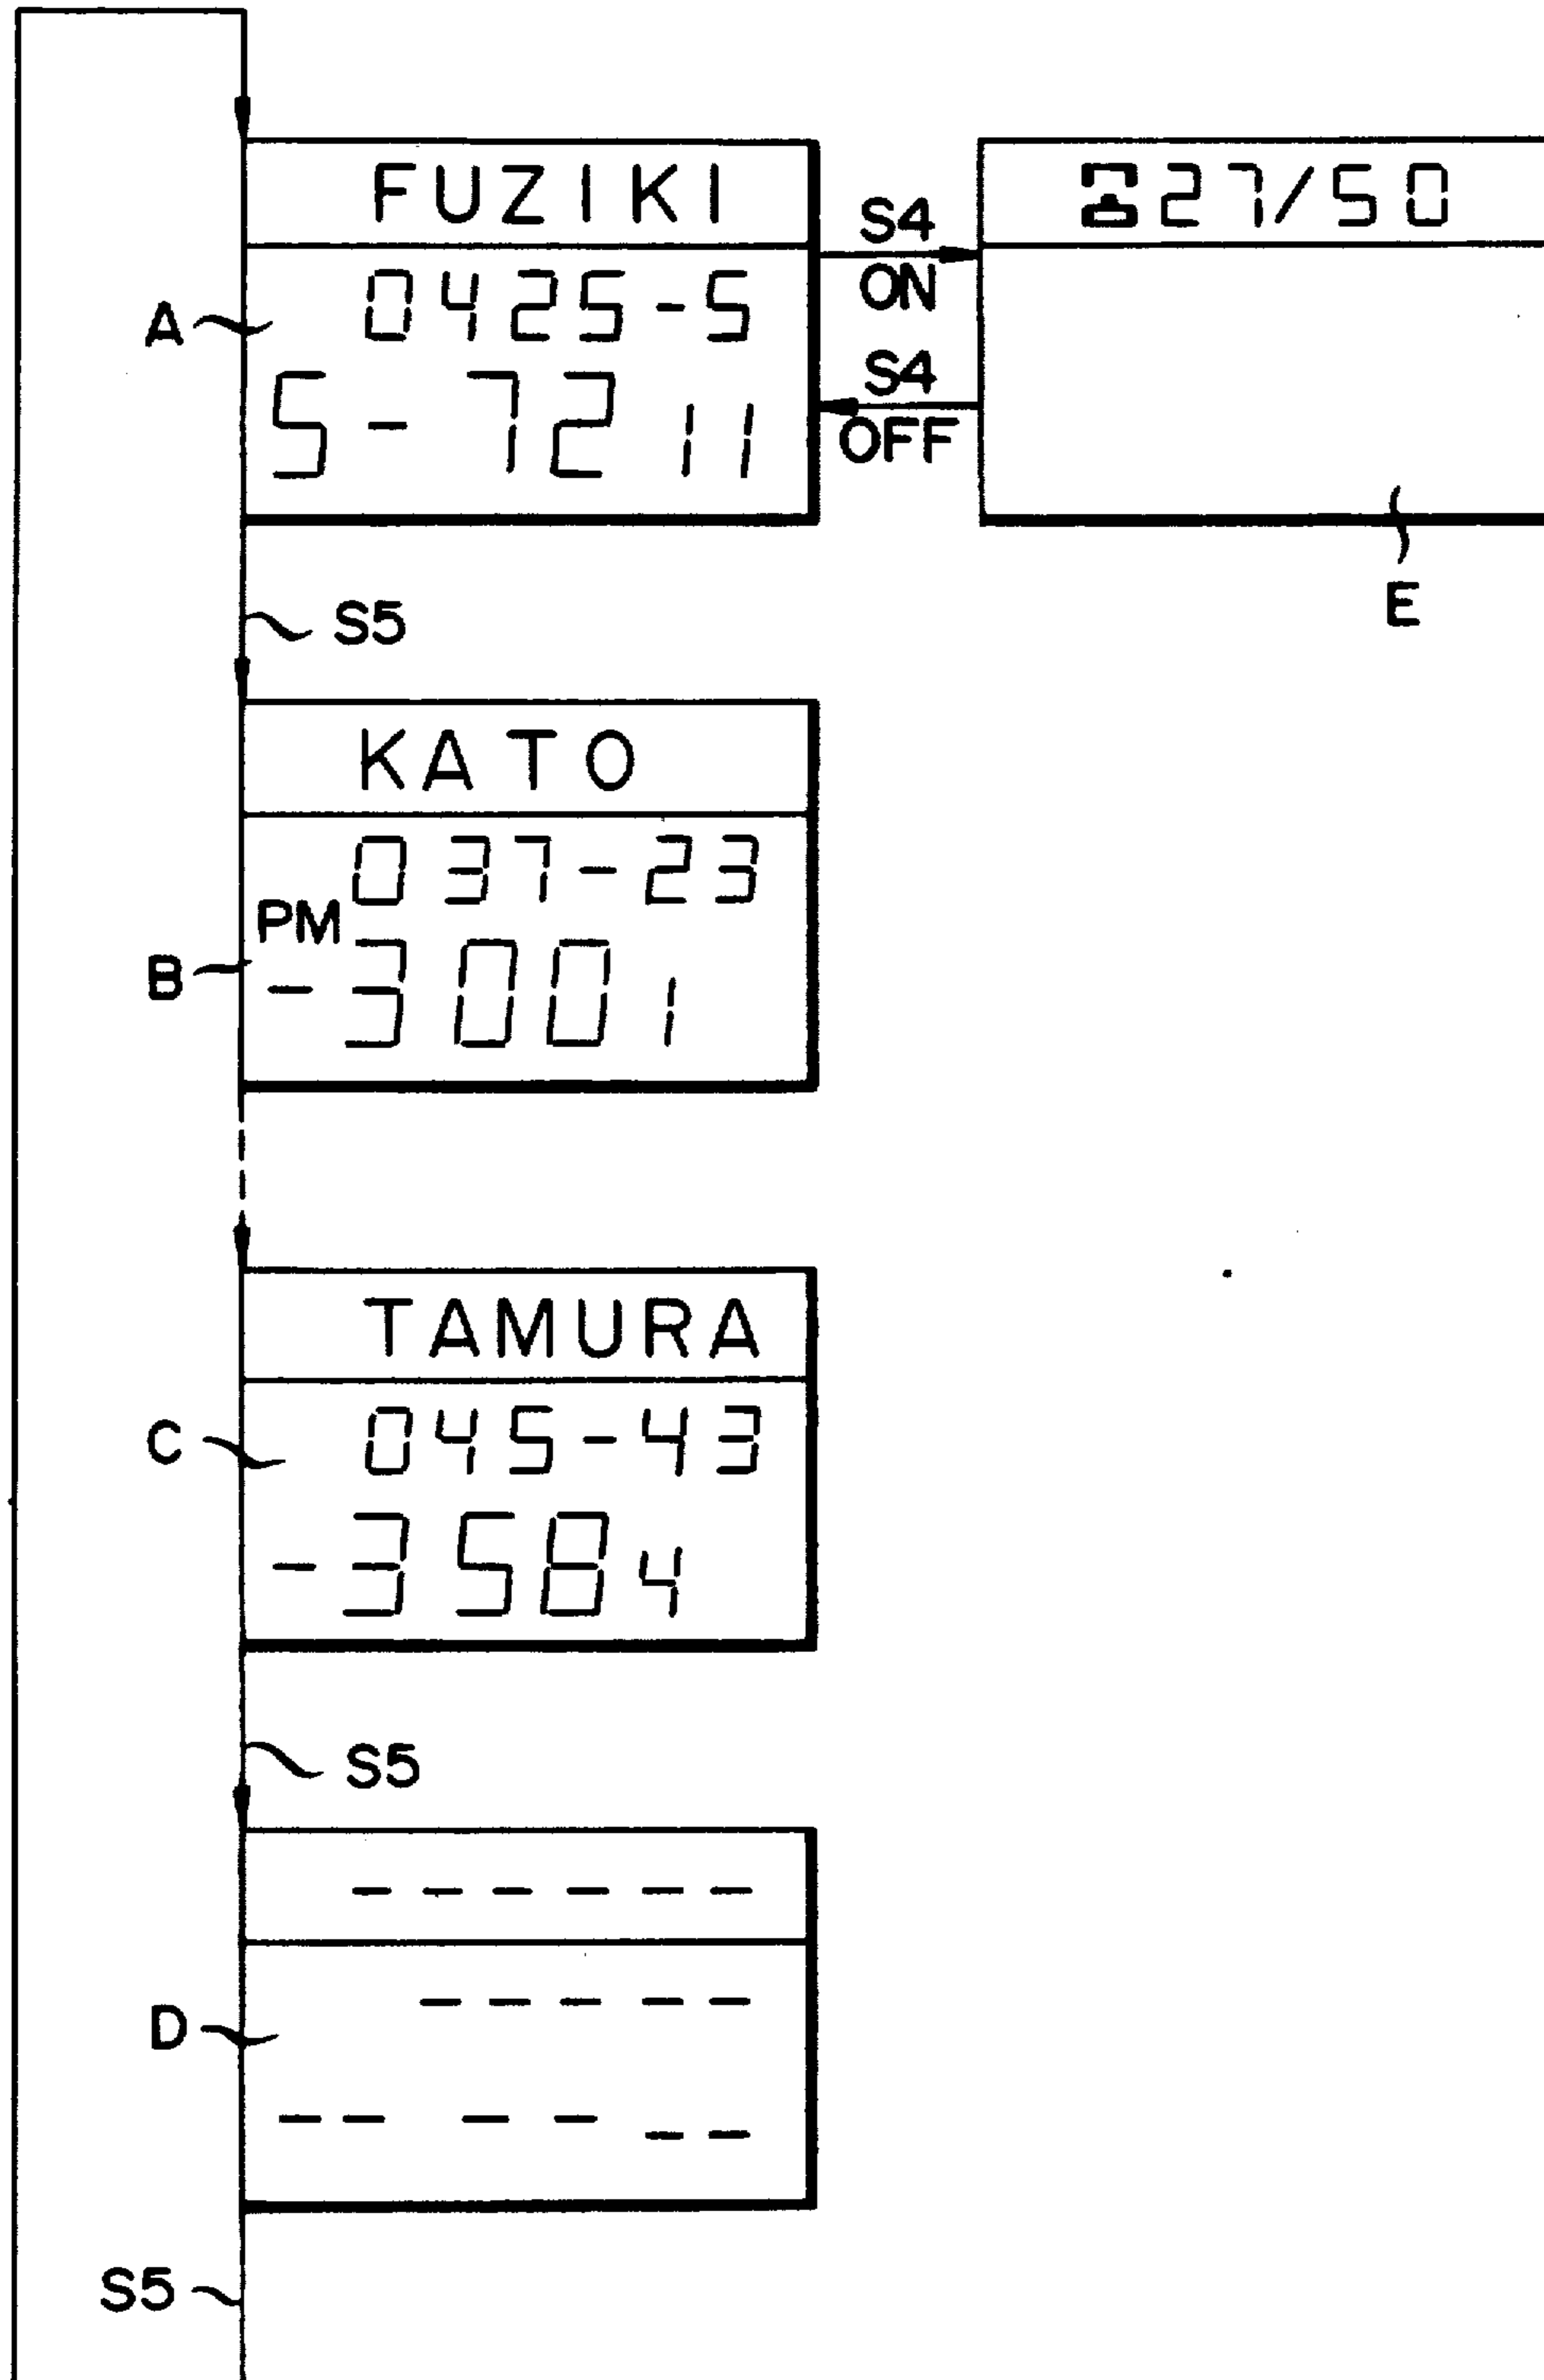 FUZIKI
0425-5
5-7211
A
S4
ON
S4
OFF
27/50
E
S5
KATO
037-23
PM
-3001
B
TAMURA
045-43
-3584
C
S5
------
-----
------
D
S5